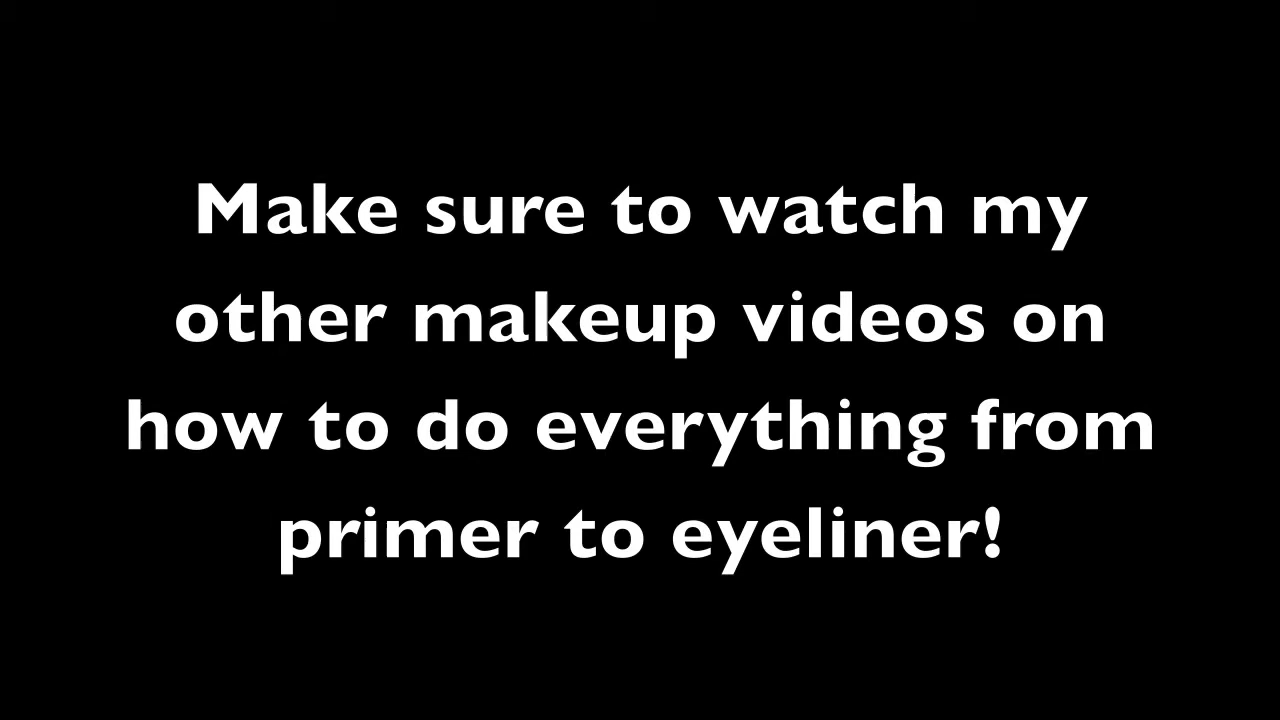 Make sure to watch my
other makeup videos on
how to do everything from
primer to eyeliner!